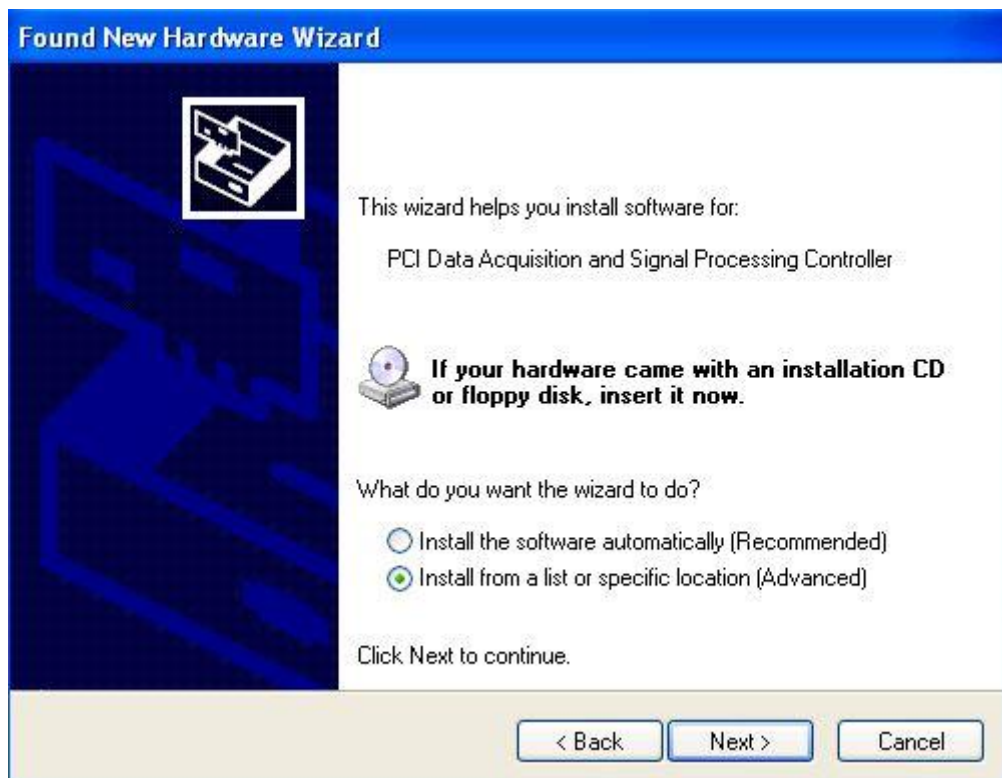 Found New Hardware Wizard
This wizard helps you install software for:
PCI Data Acquisition and Signal Processing Controller
If your hardware came with an installation CD
or floppy disk, insert it now.
What do you want the wizard to do?
Install the software automatically (Recommended)
Install from a list or specific location (Advanced)
Click Next to continue.
< Back
Next >
Cancel